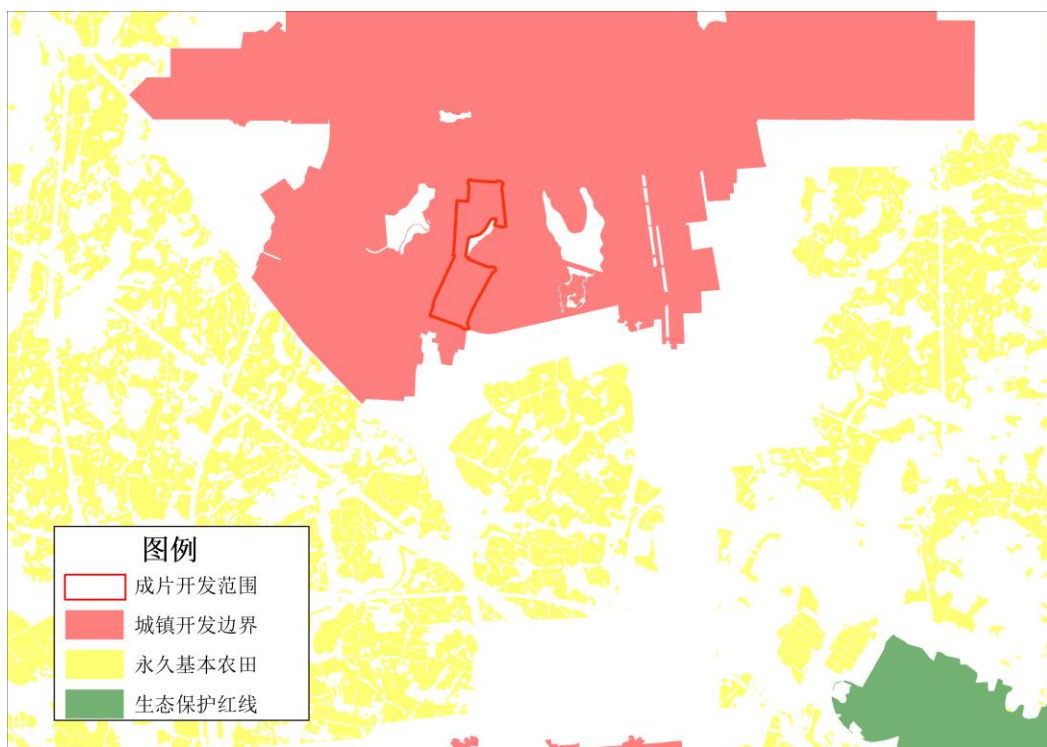 图例
成片开发范围
城镇开发边界
永久基本农田
生态保护红线